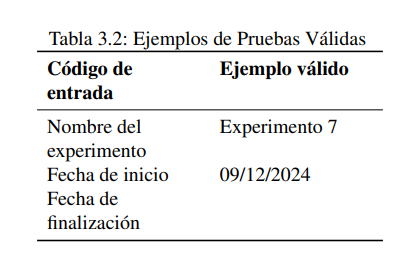 Tabla 3.2: Ejemplos de Pruebas Válidas
Código de Ejemplo válido
entrada
Nombre del Experimento 7
experimento
Fecha de inicio 09/12/2024
Fecha de
finalización